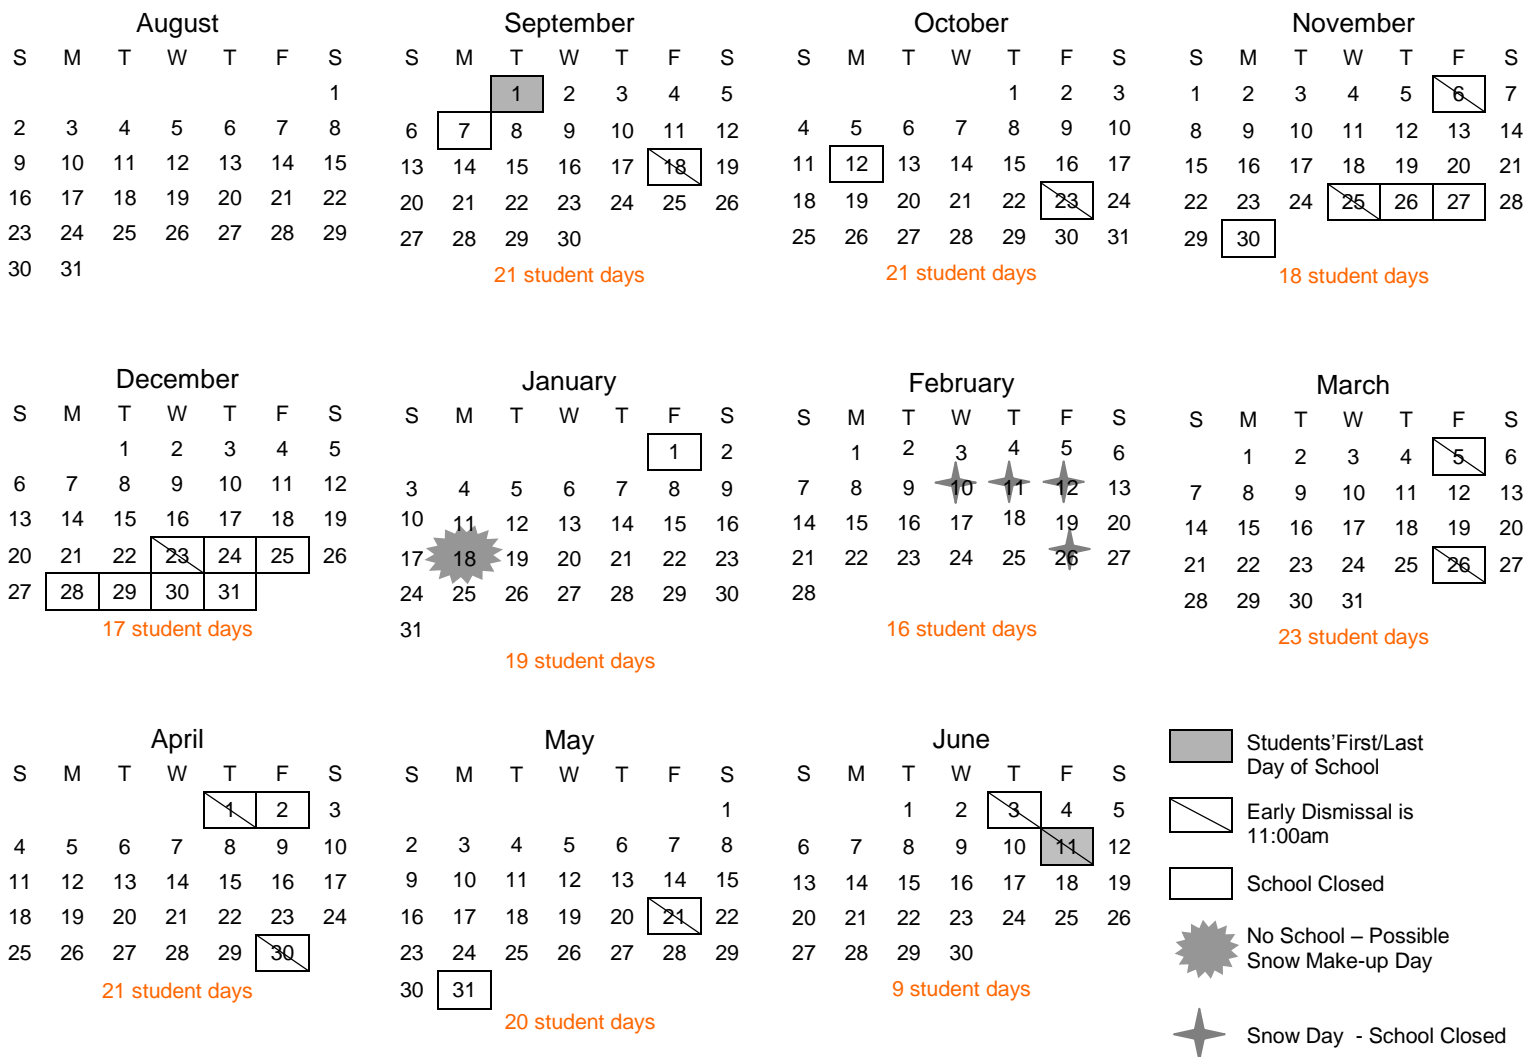 August
S M T W T F S
1
2 3 4 5 6 7 8
9 10 11 12 13 14 15
16 17 18 19 20 21 22
23 24 25 26 27 28 29
30 31
September
S M T W T F S
1 2 3 4 5
6 7 8 9 10 11 12
13 14 15 16 17 18 19
20 21 22 23 24 25 26
27 28 29 30
21 student days
October
S M T W T F S
1 2 3
4 5 6 7 8 9 10
11 12 13 14 15 16 17
18 19 20 21 22 23 24
25 26 27 28 29 30 31
21 student days
November
S M T W T F S
1 2 3 4 5 6 7
8 9 10 11 12 13 14
15 16 17 18 19 20 21
22 23 24 25 26 27 28
29 30
18 student days
December
S M T W T F S
1 2 3 4 5
6 7 8 9 10 11 12
13 14 15 16 17 18 19
20 21 22 23 24 25 26
27 28 29 30 31
17 student days
January
S M T W T F S
1 2
3 4 5 6 7 8 9
10 11 12 13 14 15 16
17 18 19 20 21 22 23
24 25 26 27 28 29 30
31
19 student days
February
S M T W T F S
1 2 3 4 5 6
7 8 9 10 11 12 13
14 15 16 17 18 19 20
21 22 23 24 25 26 27
28
16 student days
March
S M T W T F S
1 2 3 4 5 6
7 8 9 10 11 12 13
14 15 16 17 18 19 20
21 22 23 24 25 26 27
28 29 30 31
23 student days
April
S M T W T F S
1 2 3
4 5 6 7 8 9 10
11 12 13 14 15 16 17
18 19 20 21 22 23 24
25 26 27 28 29 30
21 student days
May
S M T W T F S
1
2 3 4 5 6 7 8
9 10 11 12 13 14 15
16 17 18 19 20 21 22
23 24 25 26 27 28 29
30 31
20 student days
June
S M T W T F S
1 2 3 4 5
6 7 8 9 10 11 12
13 14 15 16 17 18 19
20 21 22 23 24 25 26
27 28 29 30
9 student days
Students'First/Last
Day of School
Early Dismissal is
11:00am
School Closed
No School – Possible
Snow Make-up Day
Snow Day - School Closed